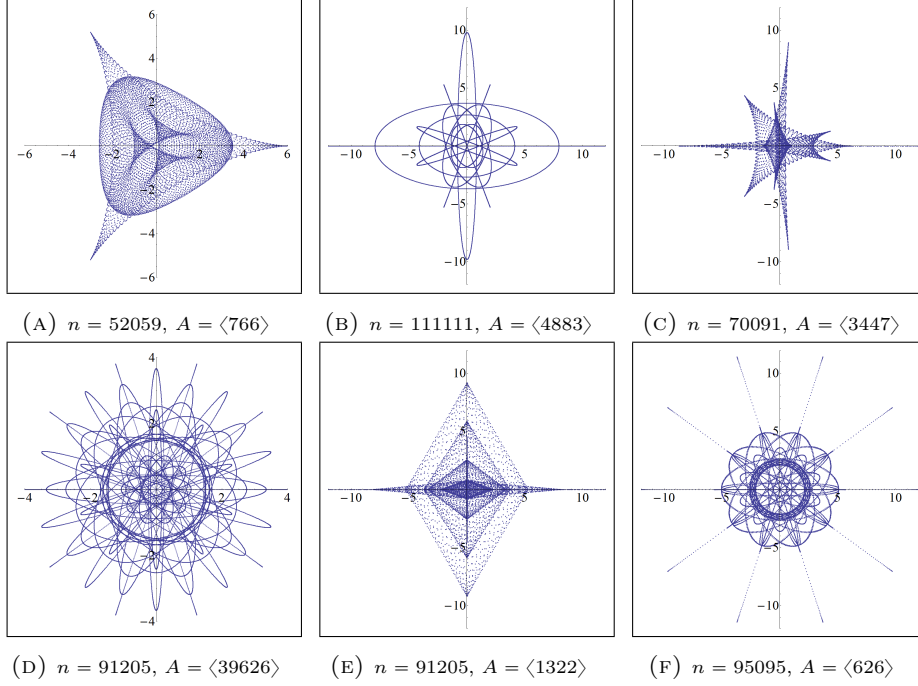 6
4
2
−6 −4 −2 2 4 6
−2
−4
−6
10
5
−10 −5 5 10
−5
−10
10
5
−10 −5 5 10
−5
−10
(A) n = 52059, A = ⟨766⟩
(B) n = 111111, A = ⟨4883⟩
(C) n = 70091, A = ⟨3447⟩
4
2
−4 −2 2 4
−2
−4
10
5
−10 −5 5 10
−5
−10
10
5
−10 −5 5 10
−5
−10
(D) n = 91205, A = ⟨39626⟩
(E) n = 91205, A = ⟨1322⟩
(F) n = 95095, A = ⟨626⟩